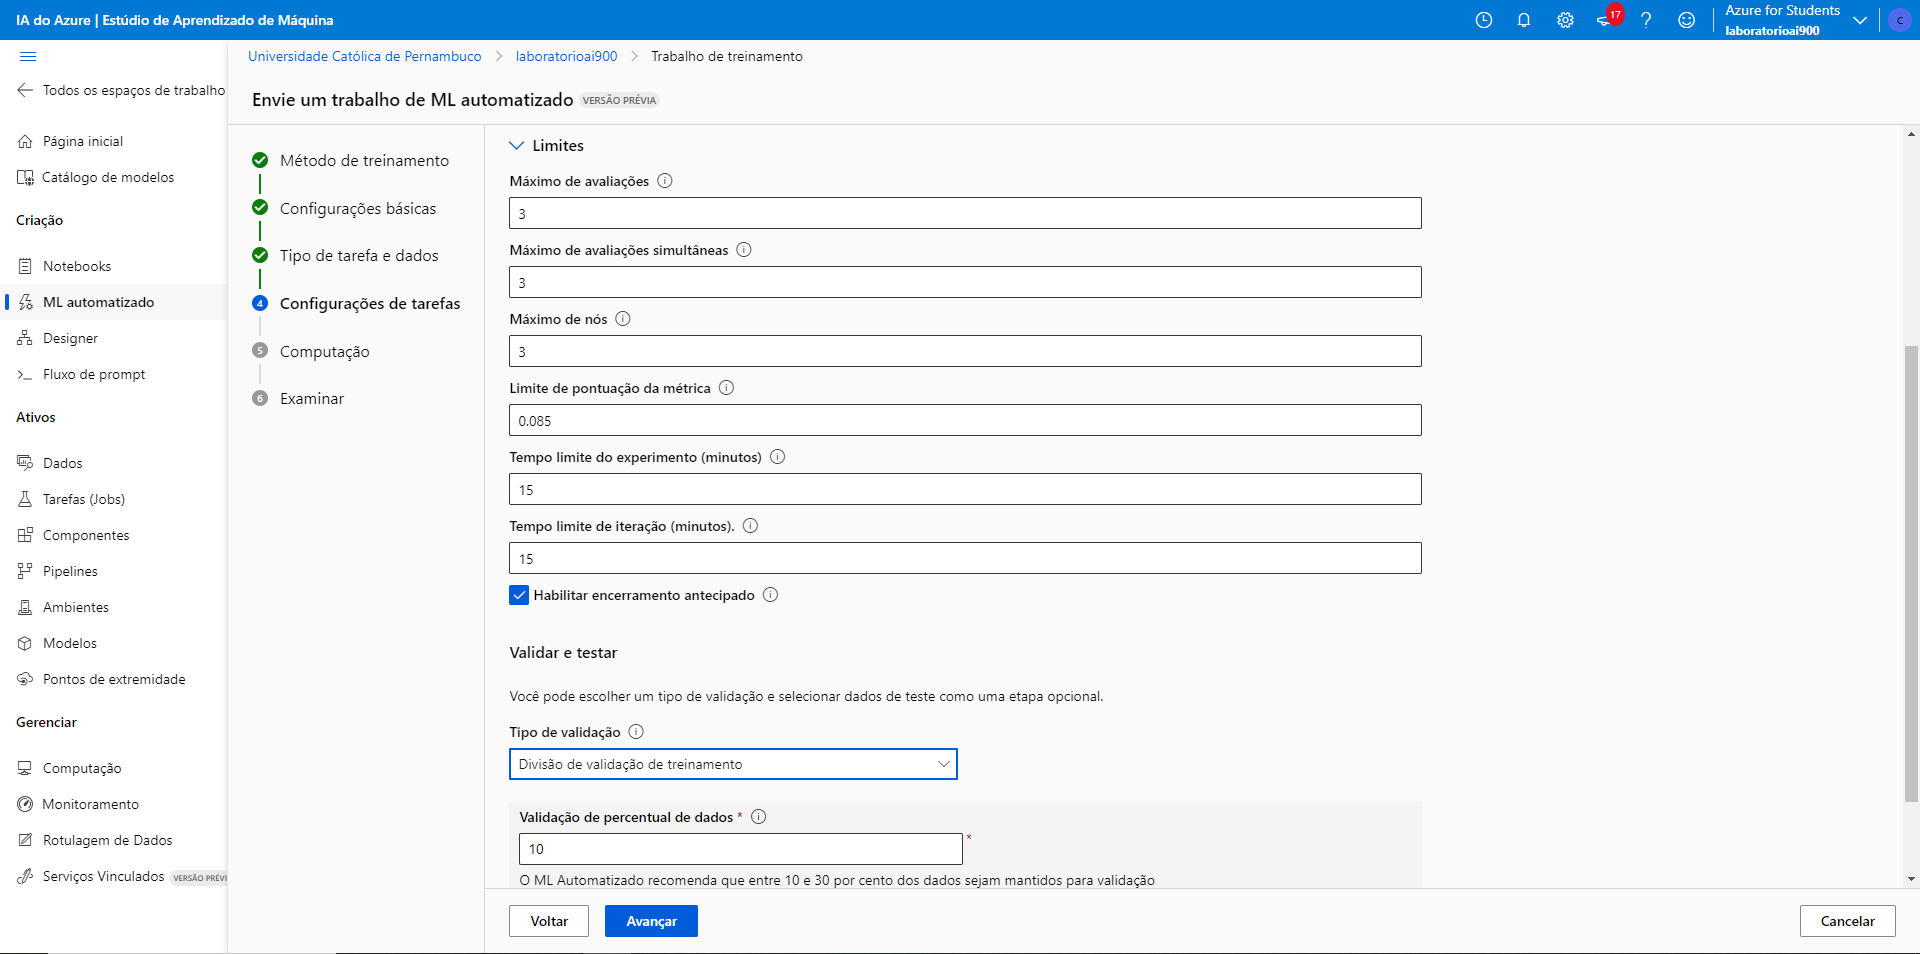 IA do Azure | Estúdio de Aprendizado de Máquina
17
Azure for Students
laboratorioai900
C
Todos os espaços de trabalho
Página inicial
Catálogo de modelos
Criação
Notebooks
ML automatizado
Designer
Fluxo de prompt
Ativos
Dados
Tarefas (Jobs)
Componentes
Pipelines
Ambientes
Modelos
Pontos de extremidade
Gerenciar
Computação
Monitoramento
Rotulagem de Dados
Serviços Vinculados VERSÃO PRÉVI
Universidade Católica de Pernambuco > laboratorioai900 > Trabalho de treinamento
Envie um trabalho de ML automatizado VERSÃO PRÉVIA
Método de treinamento
Configurações básicas
Tipo de tarefa e dados
4 Configurações de tarefas
5 Computação
6 Examinar
Limites
Máximo de avaliações
3
Máximo de avaliações simultâneas
3
Máximo de nós
3
Limite de pontuação da métrica
0.085
Tempo limite do experimento (minutos)
15
Tempo limite de iteração (minutos).
15
Habilitar encerramento antecipado
Validar e testar
Você pode escolher um tipo de validação e selecionar dados de teste como uma etapa opcional.
Tipo de validação
Divisão de validação de treinamento
Validação de percentual de dados *
10
*
O ML Automatizado recomenda que entre 10 e 30 por cento dos dados sejam mantidos para validação
Voltar
Avançar
Cancelar